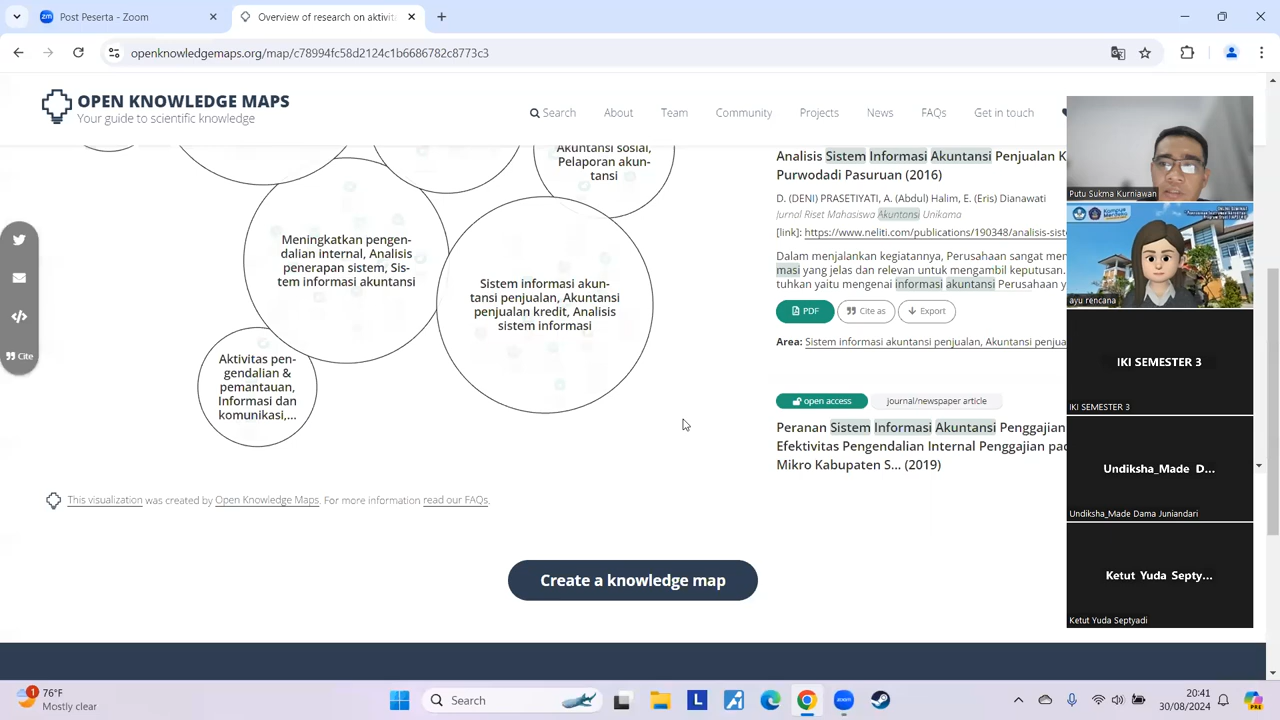 Post Peserta - Zoom
Overview of research on aktivit
openknowledgemaps.org/map/c78994fc58d2124c1b6686782c8773c3
OPEN KNOWLEDGE MAPS
Your guide to scientific knowledge
Search
About
Team
Community
Projects
News
FAQs
Get in touch
Akuntansi sosial,
Pelaporan akun-
tansi
Meningkatkan pengen-
dalian internal, Analisis
penerapan sistem, Sis-
tem informasi akuntansi
Sistem informasi akun-
tansi penjualan, Akuntansi
penjualan kredit, Analisis
sistem informasi
Aktivitas pen-
gendalian &
pemantauan,
Informasi dan
komunikasi,...
Cite
Analisis Sistem Informasi Akuntansi Penjualan K
Purwodadi Pasuruan (2016)
D. (DENI) PRASETIYATI, A. (Abdul) Halim, E. (Eris) Dianawati
Jurnal Riset Mahasiswa Akuntansi Unikama
[link]: https://www.neliti.com/publications/190348/analisis-siste
Dalam menjalankan kegiatannya, Perusahaan sangat mem
masi yang jelas dan relevan untuk mengambil keputusan.
tuhkan yaitu mengenai informasi akuntansi Perusahaan y
PDF
Cite as
Export
Area: Sistem informasi akuntansi penjualan, Akuntansi penjua
open access
journal/newspaper article
Peranan Sistem Informasi Akuntansi Penggajian
Efektivitas Pengendalian Internal Penggajian pad
Mikro Kabupaten S... (2019)
This visualization was created by Open Knowledge Maps. For more information read our FAQs.
Create a knowledge map
Putu Sukma Kurniawan
ayu rencana
IKI SEMESTER 3
IKI SEMESTER 3
Undiksha_Made D...
Undiksha_Made Dama Juniandari
Ketut Yuda Septy...
Ketut Yuda Septyadi
1
76°F
Mostly clear
Search
20:41
30/08/2024